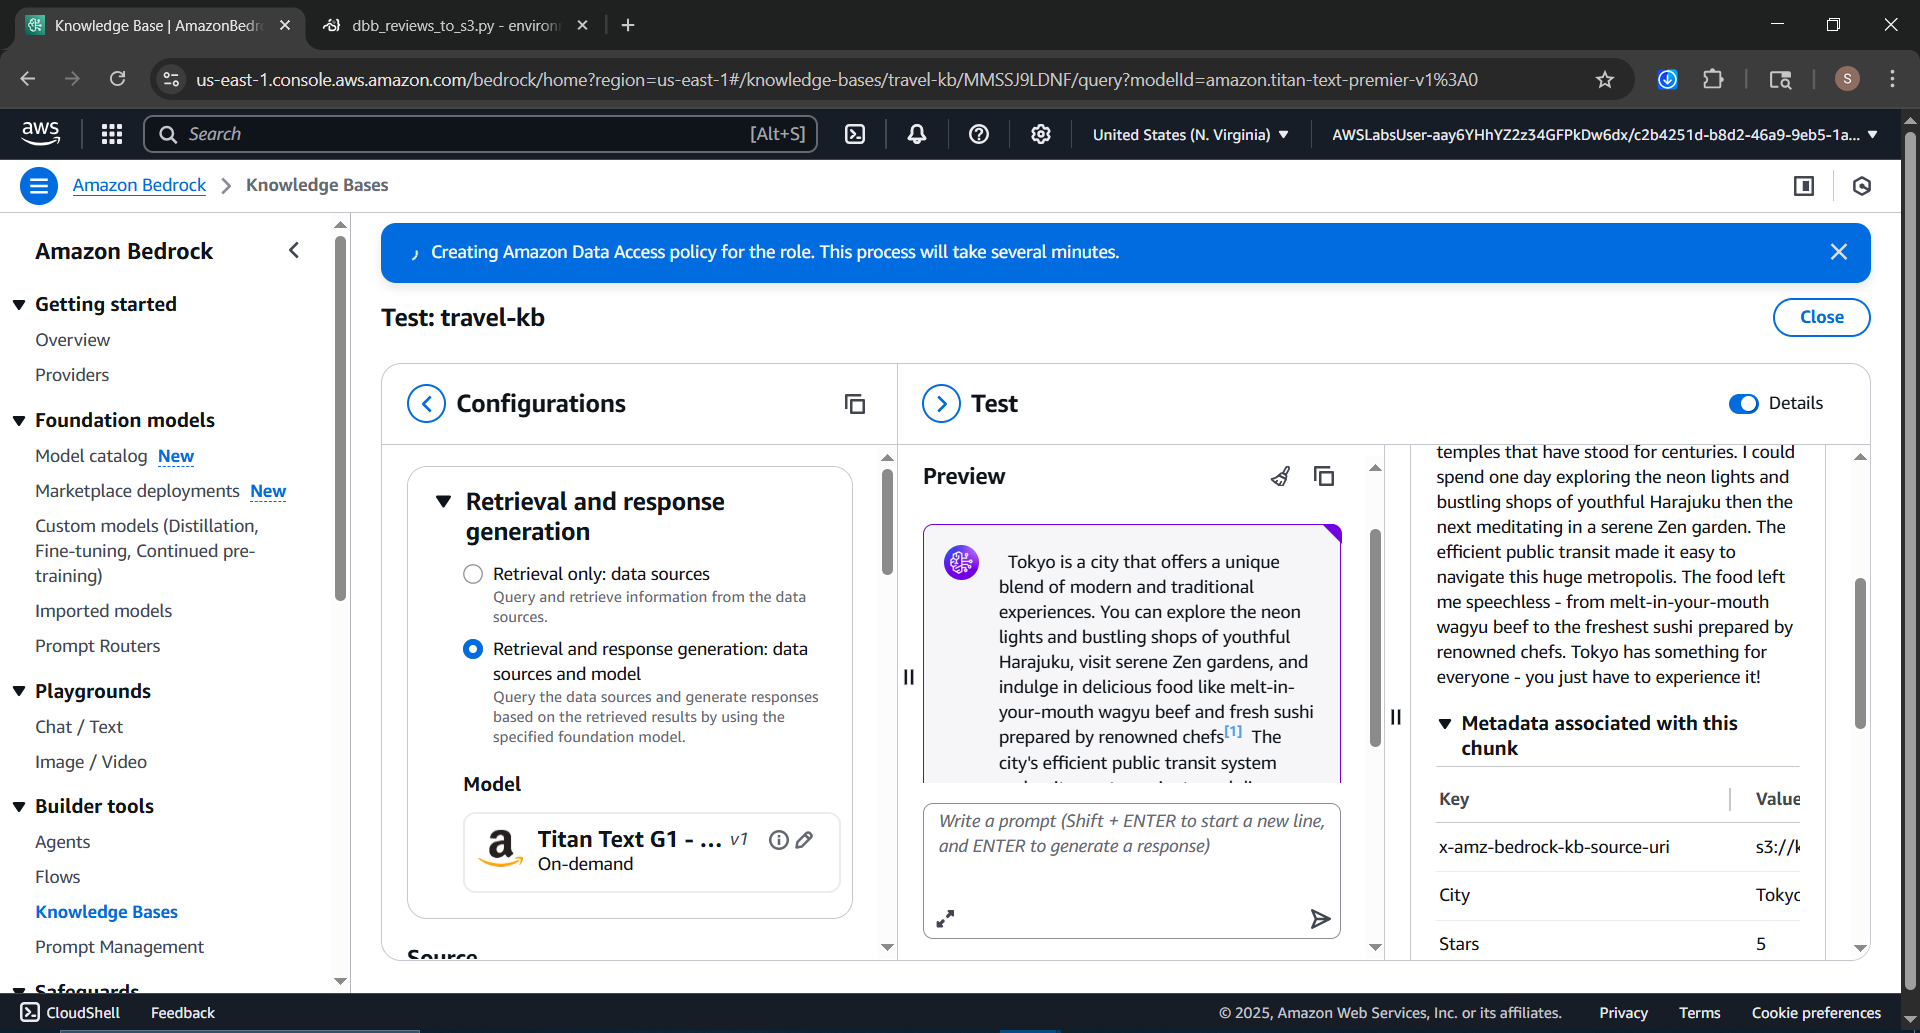 Knowledge Base | AmazonBedr
dbb_reviews_to_s3.py - environ
us-east-1.console.aws.amazon.com/bedrock/home?region=us-east-1#/knowledge-bases/travel-kb/MMSSJ9LDNF/query?modelId=amazon.titan-text-premier-v1%3A0
S
aws
Search
[Alt+S]
United States (N. Virginia)
AWSLabsUser-aay6YHhYZ2z34GFPkDw6dx/c2b4251d-b8d2-46a9-9eb5-1a...
Amazon Bedrock
Knowledge Bases
Amazon Bedrock
Getting started
Overview
Providers
Foundation models
Model catalog New
Marketplace deployments New
Custom models (Distillation,
Fine-tuning, Continued pre-
training)
Imported models
Prompt Routers
Playgrounds
Chat / Text
Image / Video
Builder tools
Agents
Flows
Knowledge Bases
Prompt Management
Safeguards
Creating Amazon Data Access policy for the role. This process will take several minutes.
Test: travel-kb
Close
Configurations
Retrieval and response
generation
Retrieval only: data sources
Query and retrieve information from the data
sources.
Retrieval and response generation: data
sources and model
Query the data sources and generate responses
based on the retrieved results by using the
specified foundation model.
Model
a
Titan Text G1 - ... v1
On-demand
Source
Test
Details
Preview
Tokyo is a city that offers a unique
blend of modern and traditional
experiences. You can explore the neon
lights and bustling shops of youthful
Harajuku, visit serene Zen gardens, and
indulge in delicious food like melt-in-
your-mouth wagyu beef and fresh sushi
prepared by renowned chefs[1] The
city's efficient public transit system
Write a prompt (Shift + ENTER to start a new line,
and ENTER to generate a response)
temples that have stood for centuries. I could
spend one day exploring the neon lights and
bustling shops of youthful Harajuku then the
next meditating in a serene Zen garden. The
efficient public transit made it easy to
navigate this huge metropolis. The food left
me speechless - from melt-in-your-mouth
wagyu beef to the freshest sushi prepared by
renowned chefs. Tokyo has something for
everyone - you just have to experience it!
Metadata associated with this
chunk
Key
Value
x-amz-bedrock-kb-source-uri
s3://k
City
Tokyo
Stars
5
CloudShell
Feedback
© 2025, Amazon Web Services, Inc. or its affiliates.
Privacy
Terms
Cookie preferences